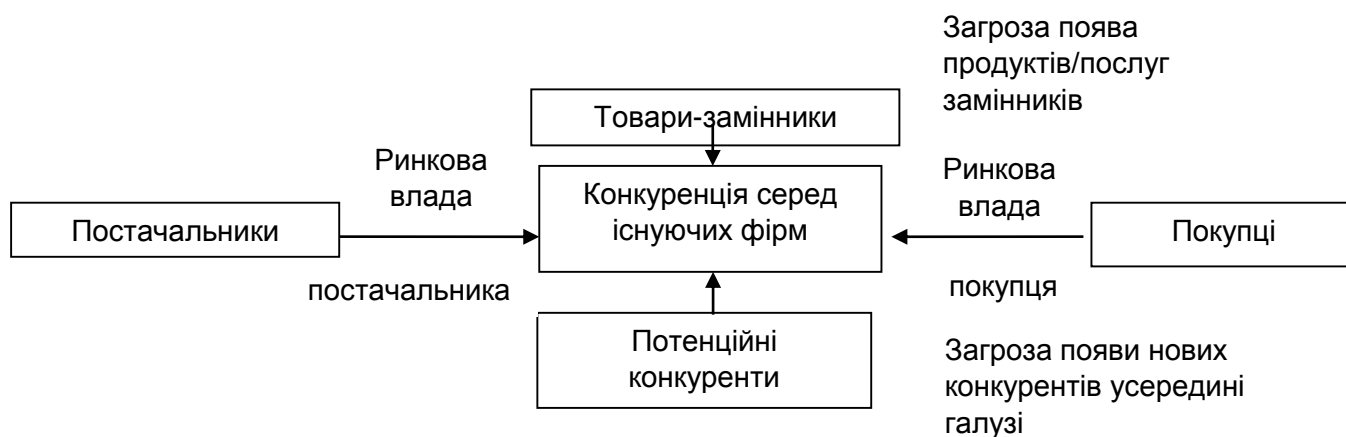 Загроза поява
продуктів/послуг
замінників
Товари-замінники
Ринкова
влада
Конкуренція серед
існуючих фірм
Ринкова
влада
Постачальники
Покупці
постачальника
покупця
Потенційні
конкуренти
Загроза появи нових
конкурентів усередині
галузі